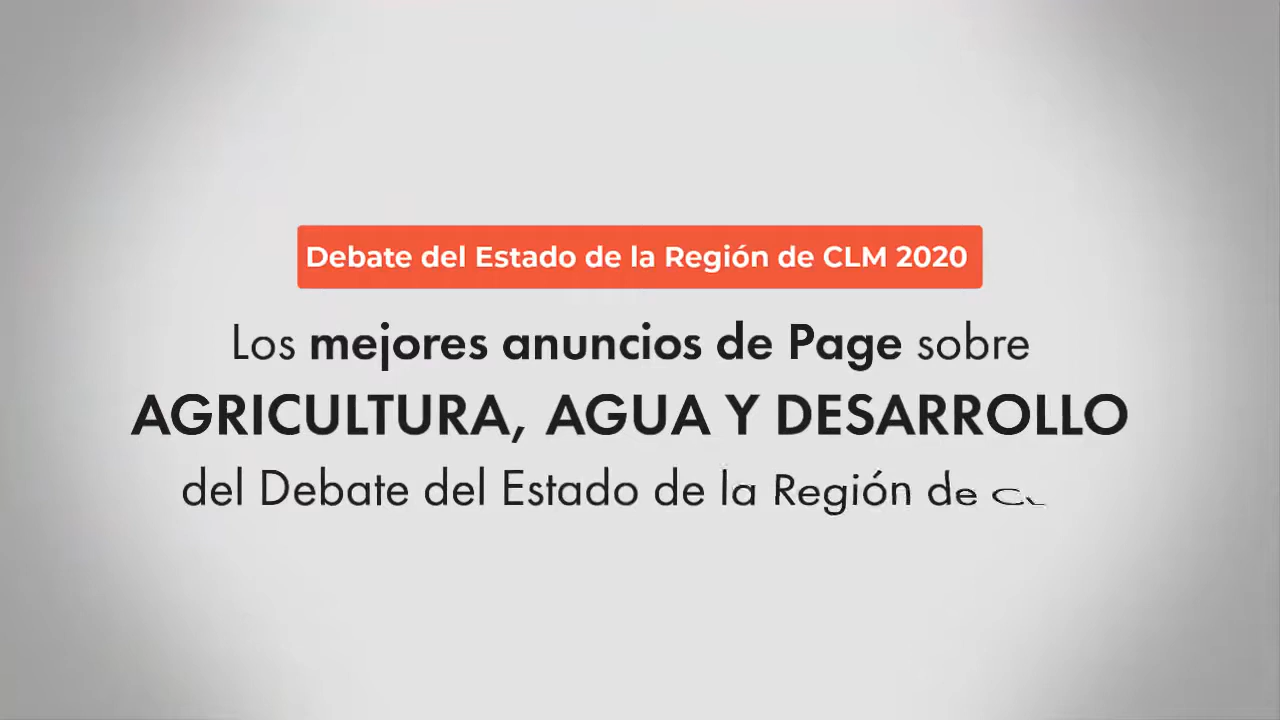 Debate del Estado de la Región de CLM 2020
Los mejores anuncios de Page sobre
AGRICULTURA, AGUA Y DESARROLLO
del Debate del Estado de la Región de